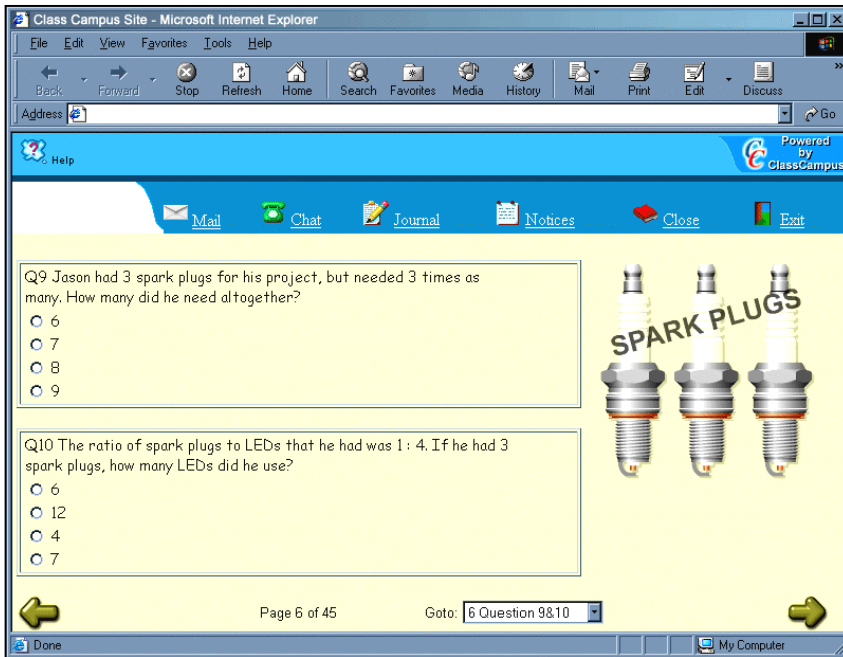 Class Campus Site - Microsoft Internet Explorer
File Edit View Favorites Tools Help
Back Forward Stop Refresh Home Search Favorites Media History Mail Print Edit Discuss »
Address Go
Help
Powered
by
ClassCampus
Mail Chat Journal Notices Close Exit
Q9 Jason had 3 spark plugs for his project, but needed 3 times as
many. How many did he need altogether?
6
7
8
9
SPARK PLUGS
Q10 The ratio of spark plugs to LEDs that he had was 1 : 4. If he had 3
spark plugs, how many LEDs did he use?
6
12
4
7
Page 6 of 45 Goto: 6 Question 9&10
Done My Computer